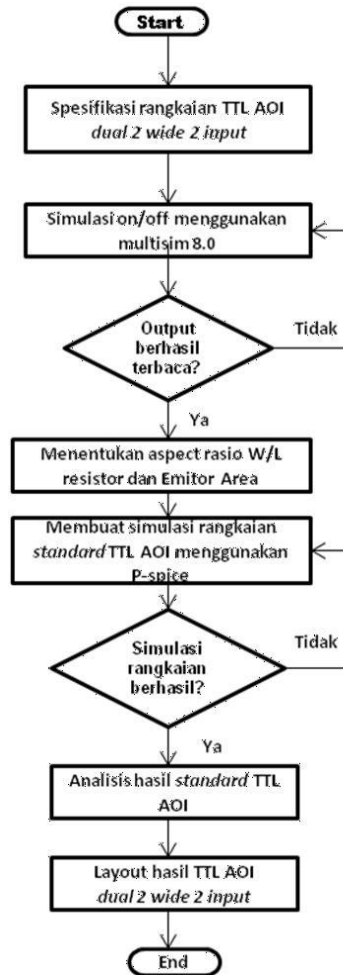 Start
Spesifikasi rangkaian TTL AOI
dual 2 wide 2 input
Simulasi on/off menggunakan
multisim 8.0
Output
berhasil
terbaca?
Tidak
Ya
Menentukan aspect rasio W/L
resistor dan Emitor Area
Membuat simulasi rangkaian
standard TTL AOI menggunakan
P-spice
Simulasi
rangkaian
berhasil?
Tidak
Ya
Analisis hasil standard TTL
AOI
Layout hasil TTL AOI
dual 2 wide 2 input
End